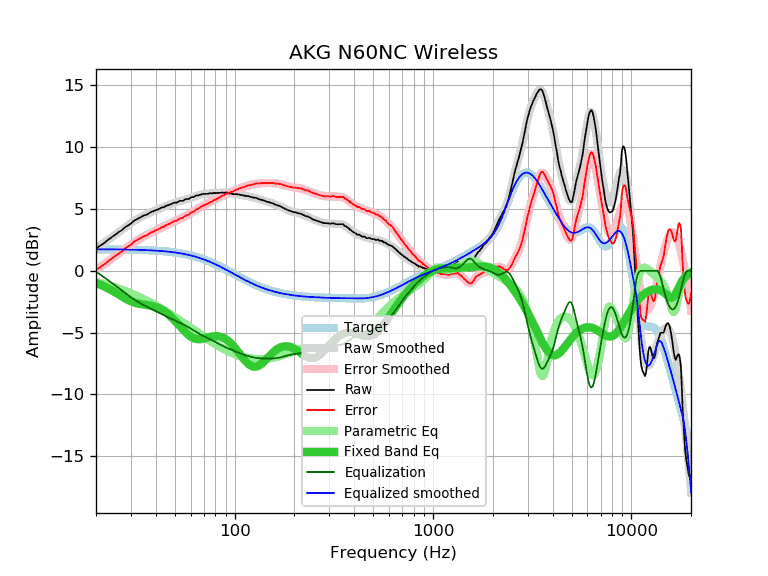 AKG N60NC Wireless
15
10
5
0
−5
−10
−15
Amplitude (dBr)
Target
Raw Smoothed
Error Smoothed
Raw
Error
Parametric Eq
Fixed Band Eq
Equalization
Equalized smoothed
100
1000
10000
Frequency (Hz)